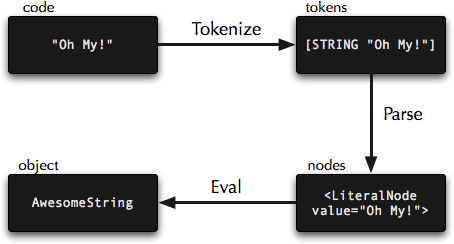 code
tokens
"Oh My!"
Tokenize
[STRING "Oh My!"]
Parse
object
nodes
AwesomeString
Eval
<LiteralNode
value="Oh My!">